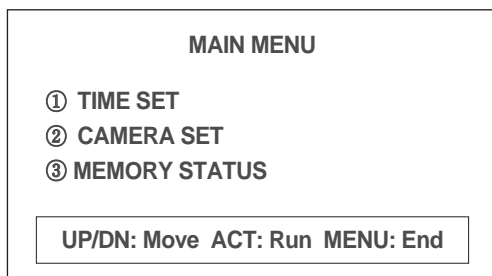 MAIN MENU
① TIME SET
② CAMERA SET
③ MEMORY STATUS
UP/DN: Move ACT: Run MENU: End